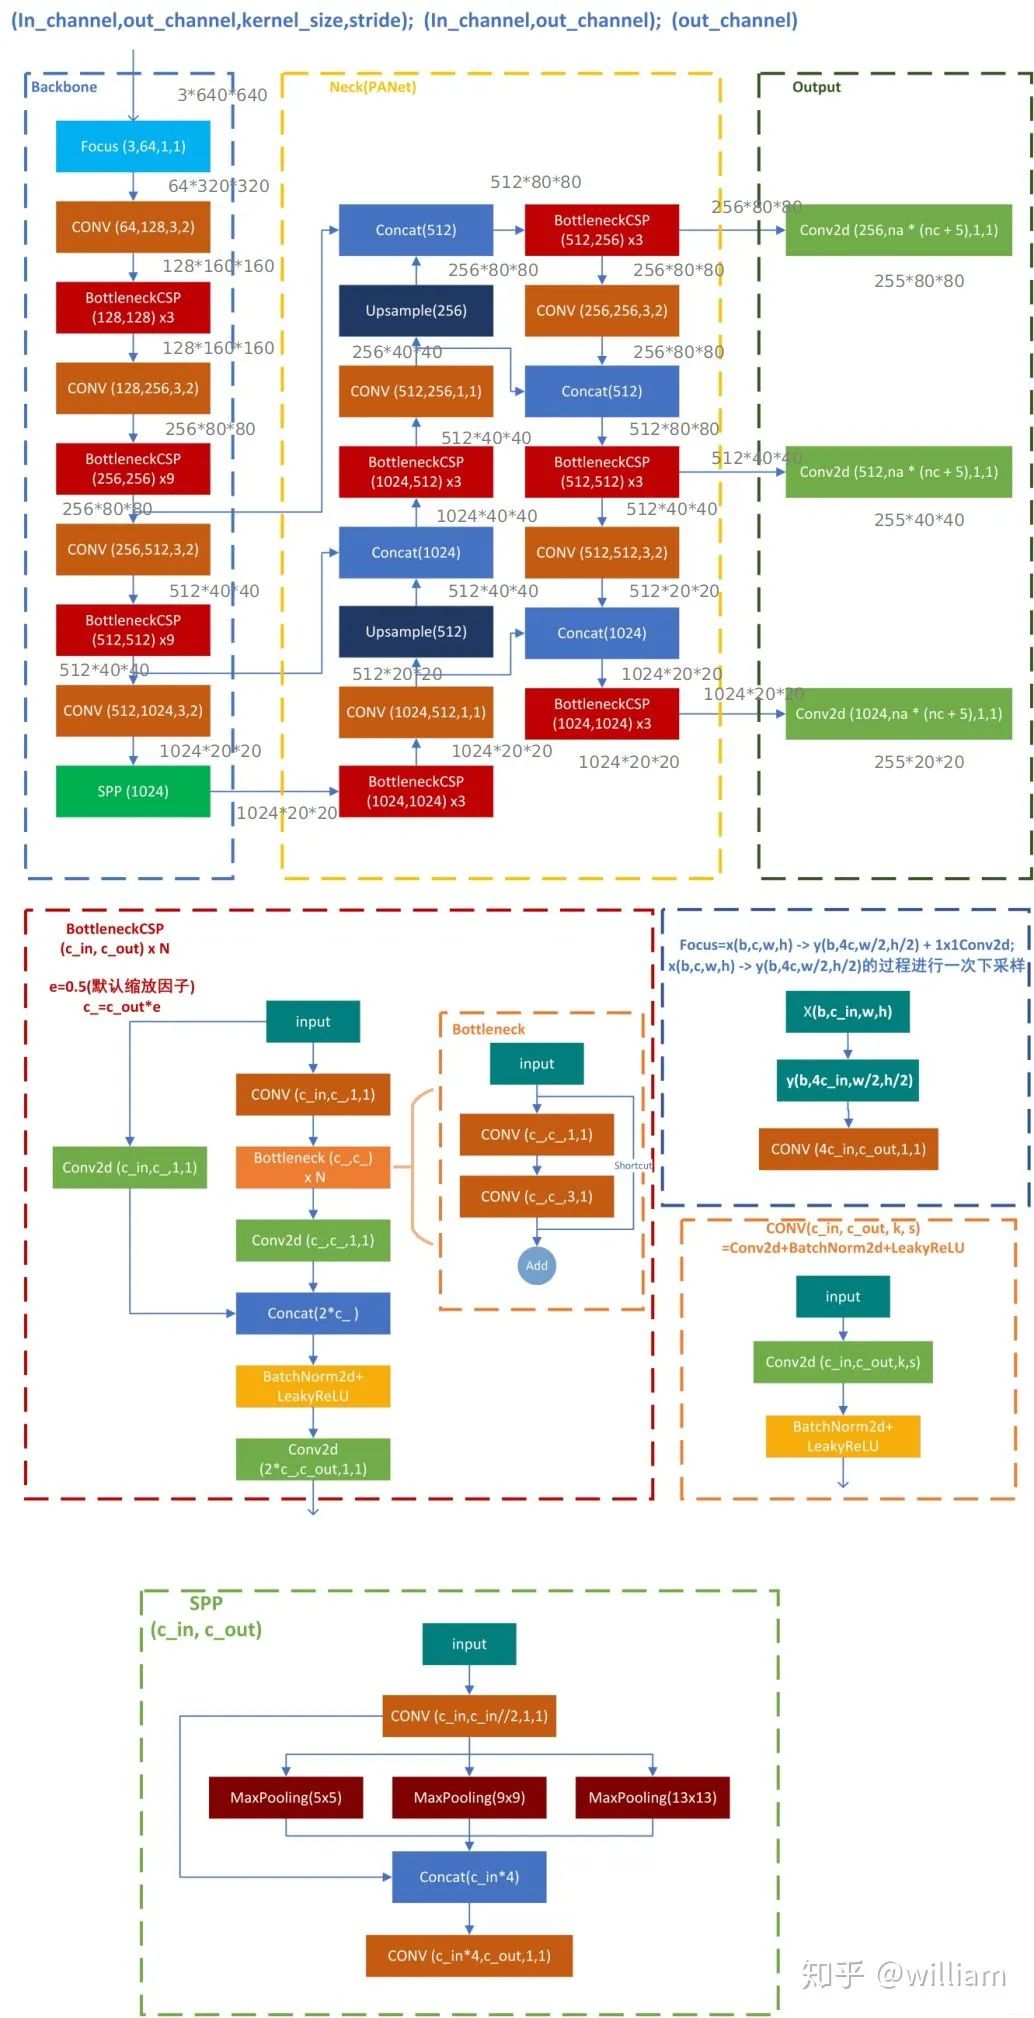 (In_channel,out_channel,kernel_size,stride); (In_channel,out_channel); (out_channel)
Backbone
3*640*640
Focus (3,64,1,1)
64*320*320
CONV (64,128,3,2)
128*160*160
BottleneckCSP
(128,128) x3
128*160*160
CONV (128,256,3,2)
256*80*80
BottleneckCSP
(256,256) x9
256*80*80
CONV (256,512,3,2)
512*40*40
BottleneckCSP
(512,512) x9
512*40*40
CONV (512,1024,3,2)
1024*20*20
SPP (1024)
1024*20*20
Neck(PANet)
512*80*80
Concat(512)
256*80*80
Upsample(256)
256*40*40
CONV (512,256,1,1)
512*40*40
BottleneckCSP
(1024,512) x3
1024*40*40
Concat(1024)
512*40*40
Upsample(512)
512*20*20
CONV (1024,512,1,1)
1024*20*20
BottleneckCSP
(1024,1024) x3
BottleneckCSP
(512,256) x3
256*80*80
CONV (256,256,3,2)
256*80*80
Concat(512)
512*80*80
BottleneckCSP
(512,512) x3
512*40*40
CONV (512,512,3,2)
512*20*20
Concat(1024)
1024*20*20
BottleneckCSP
(1024,1024) x3
1024*20*20
Output
256*80*80
Conv2d (256,na * (nc + 5),1,1)
255*80*80
512*40*40
Conv2d (512,na * (nc + 5),1,1)
255*40*40
1024*20*20
Conv2d (1024,na * (nc + 5),1,1)
255*20*20
BottleneckCSP
(c_in, c_out) x N
e=0.5(默认缩放因子)
c_=c_out*e
input
CONV (c_in,c_,1,1)
Conv2d (c_in,c_,1,1)
Bottleneck (c_,c_)
x N
Conv2d (c_,c_,1,1)
Concat(2*c_ )
BatchNorm2d+
LeakyReLU
Conv2d
(2*c_,c_out,1,1)
Bottleneck
input
CONV (c_,c_,1,1)
Shortcut
CONV (c_,c_,3,1)
Add
Focus=x(b,c,w,h) -> y(b,4c,w/2,h/2) + 1x1Conv2d;
x(b,c,w,h) -> y(b,4c,w/2,h/2)的过程进行一次下采样
X(b,c_in,w,h)
y(b,4c_in,w/2,h/2)
CONV (4c_in,c_out,1,1)
CONV(c_in, c_out, k, s)
=Conv2d+BatchNorm2d+LeakyReLU
input
Conv2d (c_in,c_out,k,s)
BatchNorm2d+
LeakyReLU
SPP
(c_in, c_out)
input
CONV (c_in,c_in//2,1,1)
MaxPooling(5x5)
MaxPooling(9x9)
MaxPooling(13x13)
Concat(c_in*4)
CONV (c_in*4,c_out,1,1)
知乎 @william